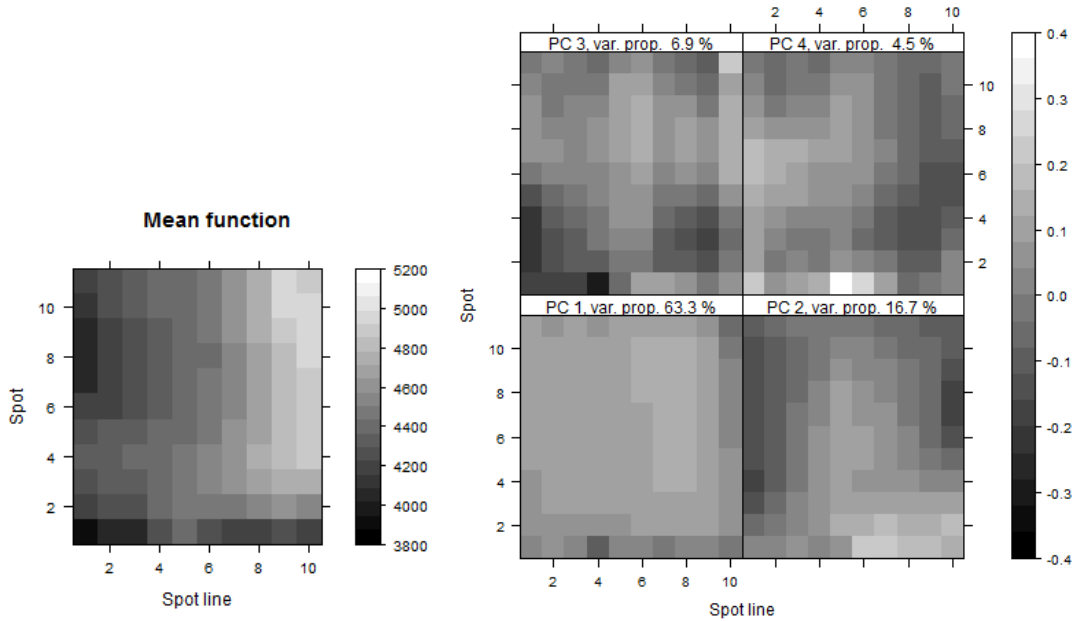 Mean function
10
8
6
4
2
Spot
2 4 6 8 10
Spot line
5200
5000
4800
4600
4400
4200
4000
3800
2 4 6 8 10
PC 3, var. prop. 6.9 %
PC 4, var. prop. 4.5 %
10
8
6
4
2
Spot
PC 1, var. prop. 63.3 %
PC 2, var. prop. 16.7 %
10
8
6
4
2
2 4 6 8 10
Spot line
0.4
0.3
0.2
0.1
0.0
-0.1
-0.2
-0.3
-0.4